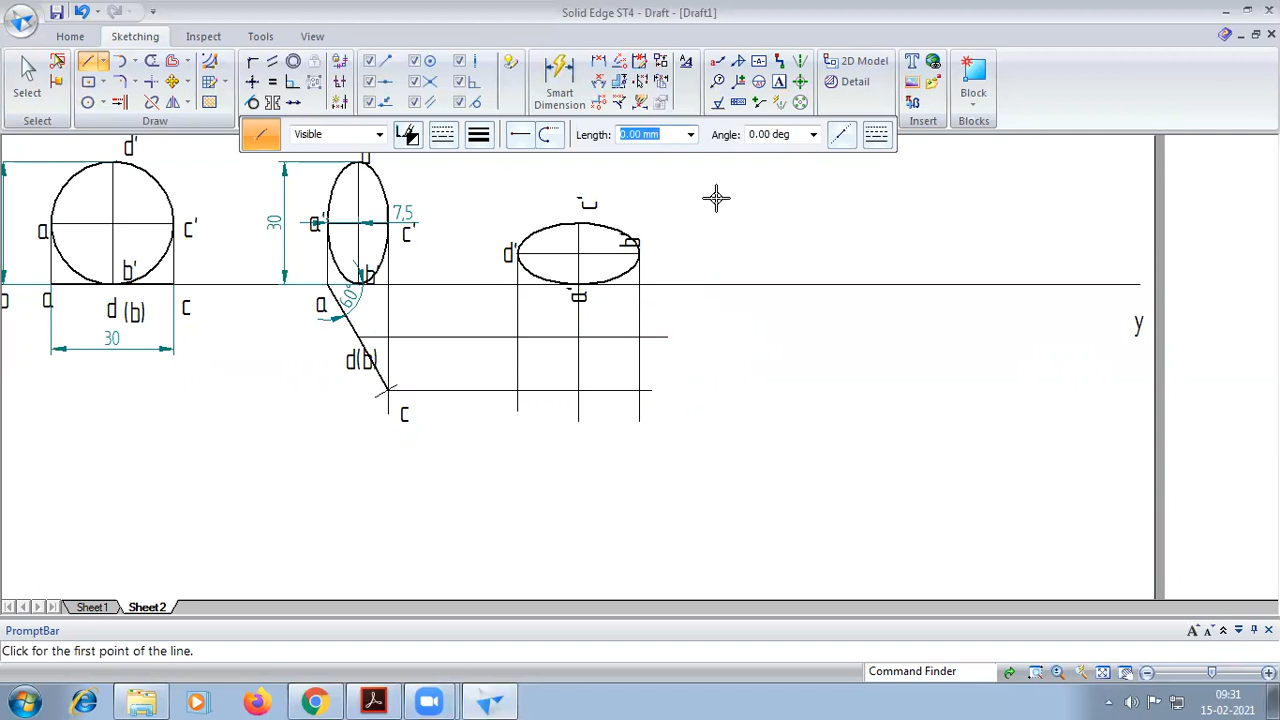 Solid Edge ST4 - Draft - [Draft1]
Home Sketching Inspect Tools View
Select
Smart Dimension
2D Model
Detail
Block
Select Draw Insert Blocks
Visible Length: 0.00 mm Angle: 0.00 deg
d' b' c'
a' a' c' 30 7,5 c' d' b'
b' b
a a d (b) c a 60° a' y
30 d(b)
c
Sheet1 Sheet2
PromptBar
Click for the first point of the line.
Command Finder
09:31
15-02-2021